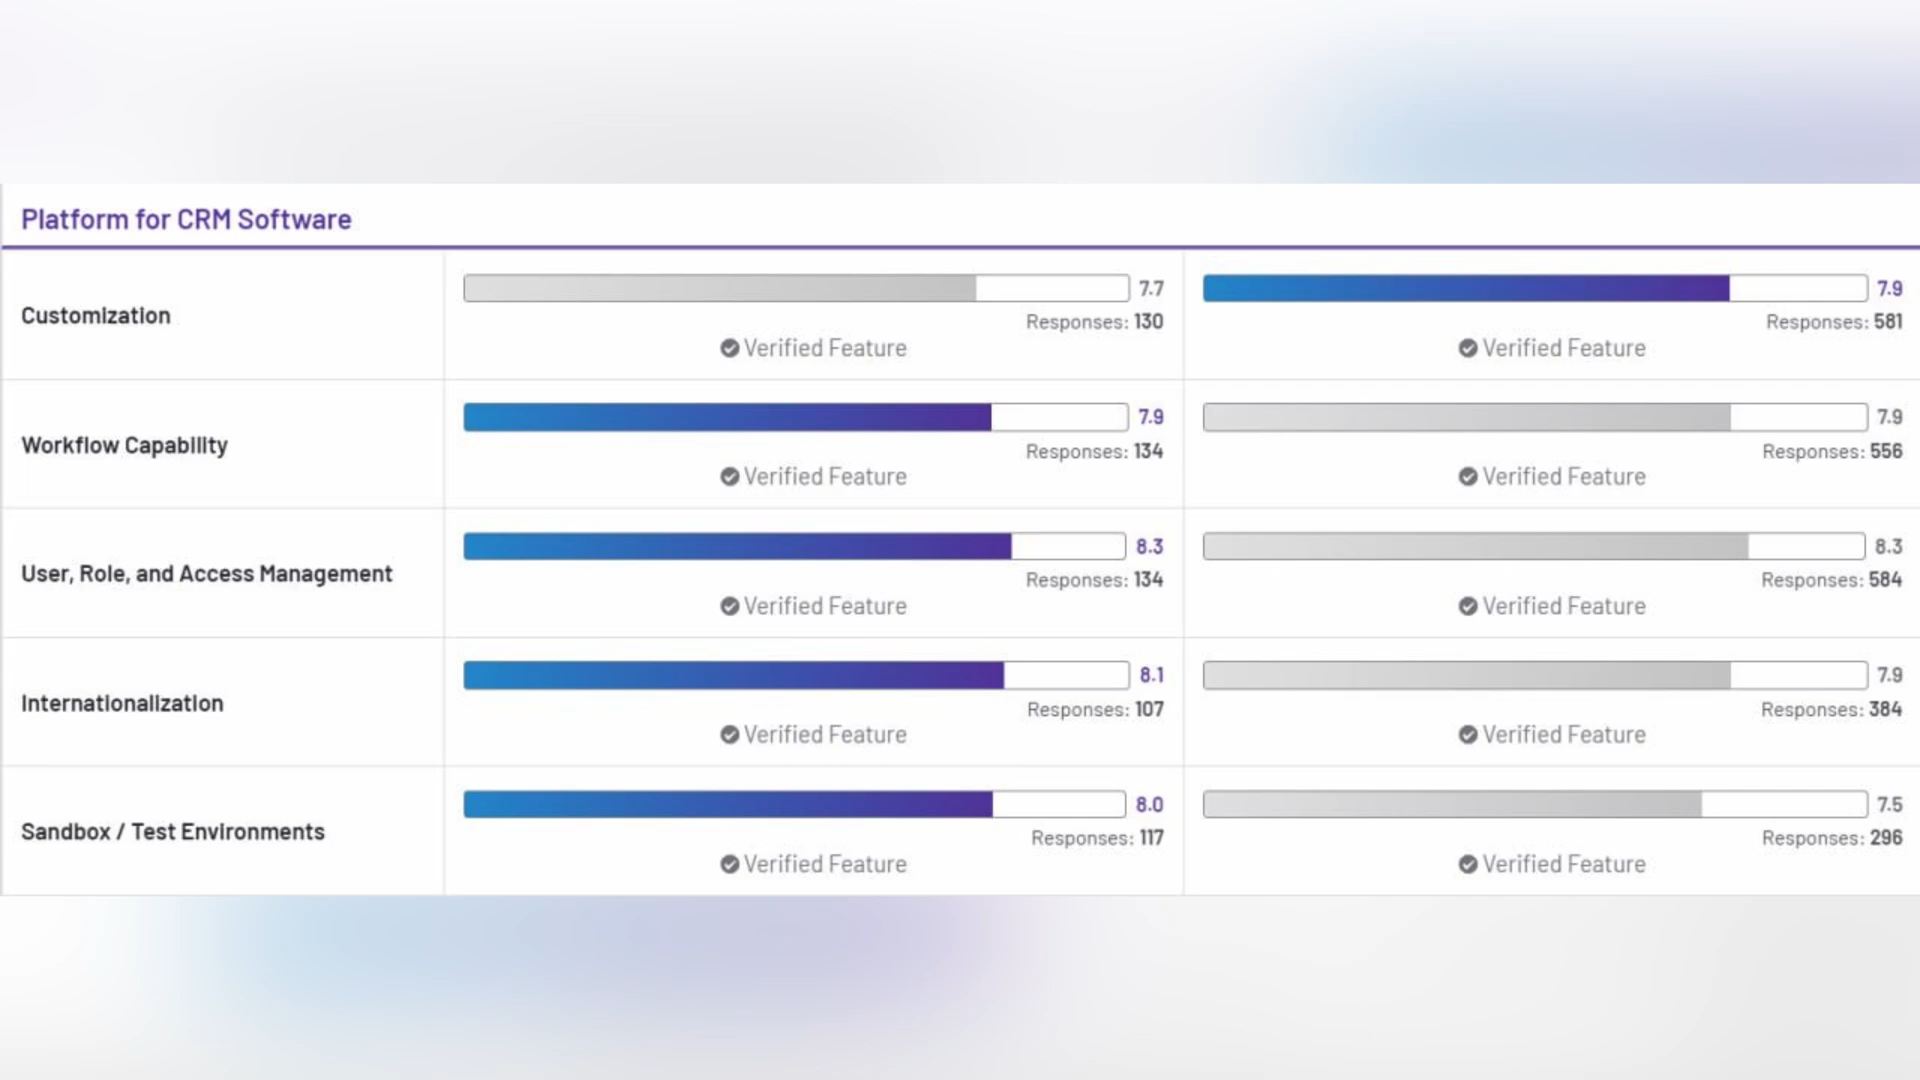 Platform for CRM Software
Customization
7.7
Responses: 130
Verified Feature
7.9
Responses: 581
Verified Feature
Workflow Capability
7.9
Responses: 134
Verified Feature
7.9
Responses: 556
Verified Feature
User, Role, and Access Management
8.3
Responses: 134
Verified Feature
8.3
Responses: 584
Verified Feature
Internationalization
8.1
Responses: 107
Verified Feature
7.9
Responses: 384
Verified Feature
Sandbox / Test Environments
8.0
Responses: 117
Verified Feature
7.5
Responses: 296
Verified Feature